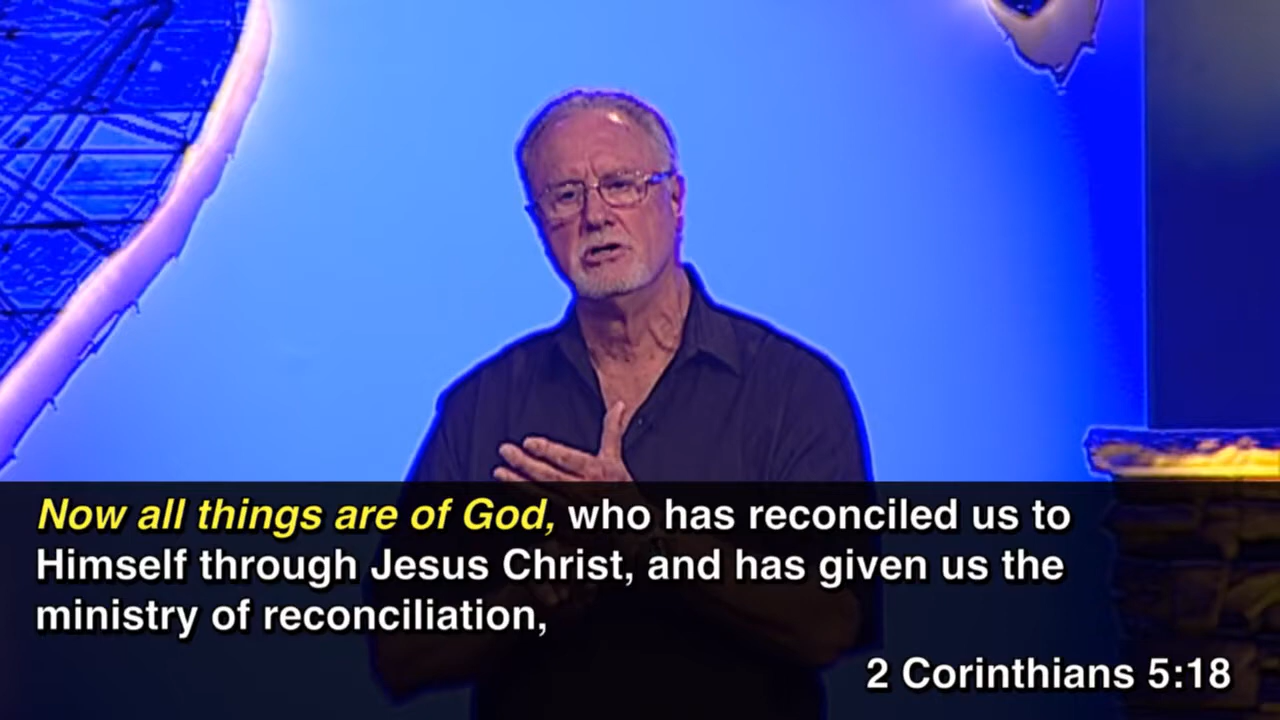 Now all things are of God, who has reconciled us to
Himself through Jesus Christ, and has given us the
ministry of reconciliation,
2 Corinthians 5:18